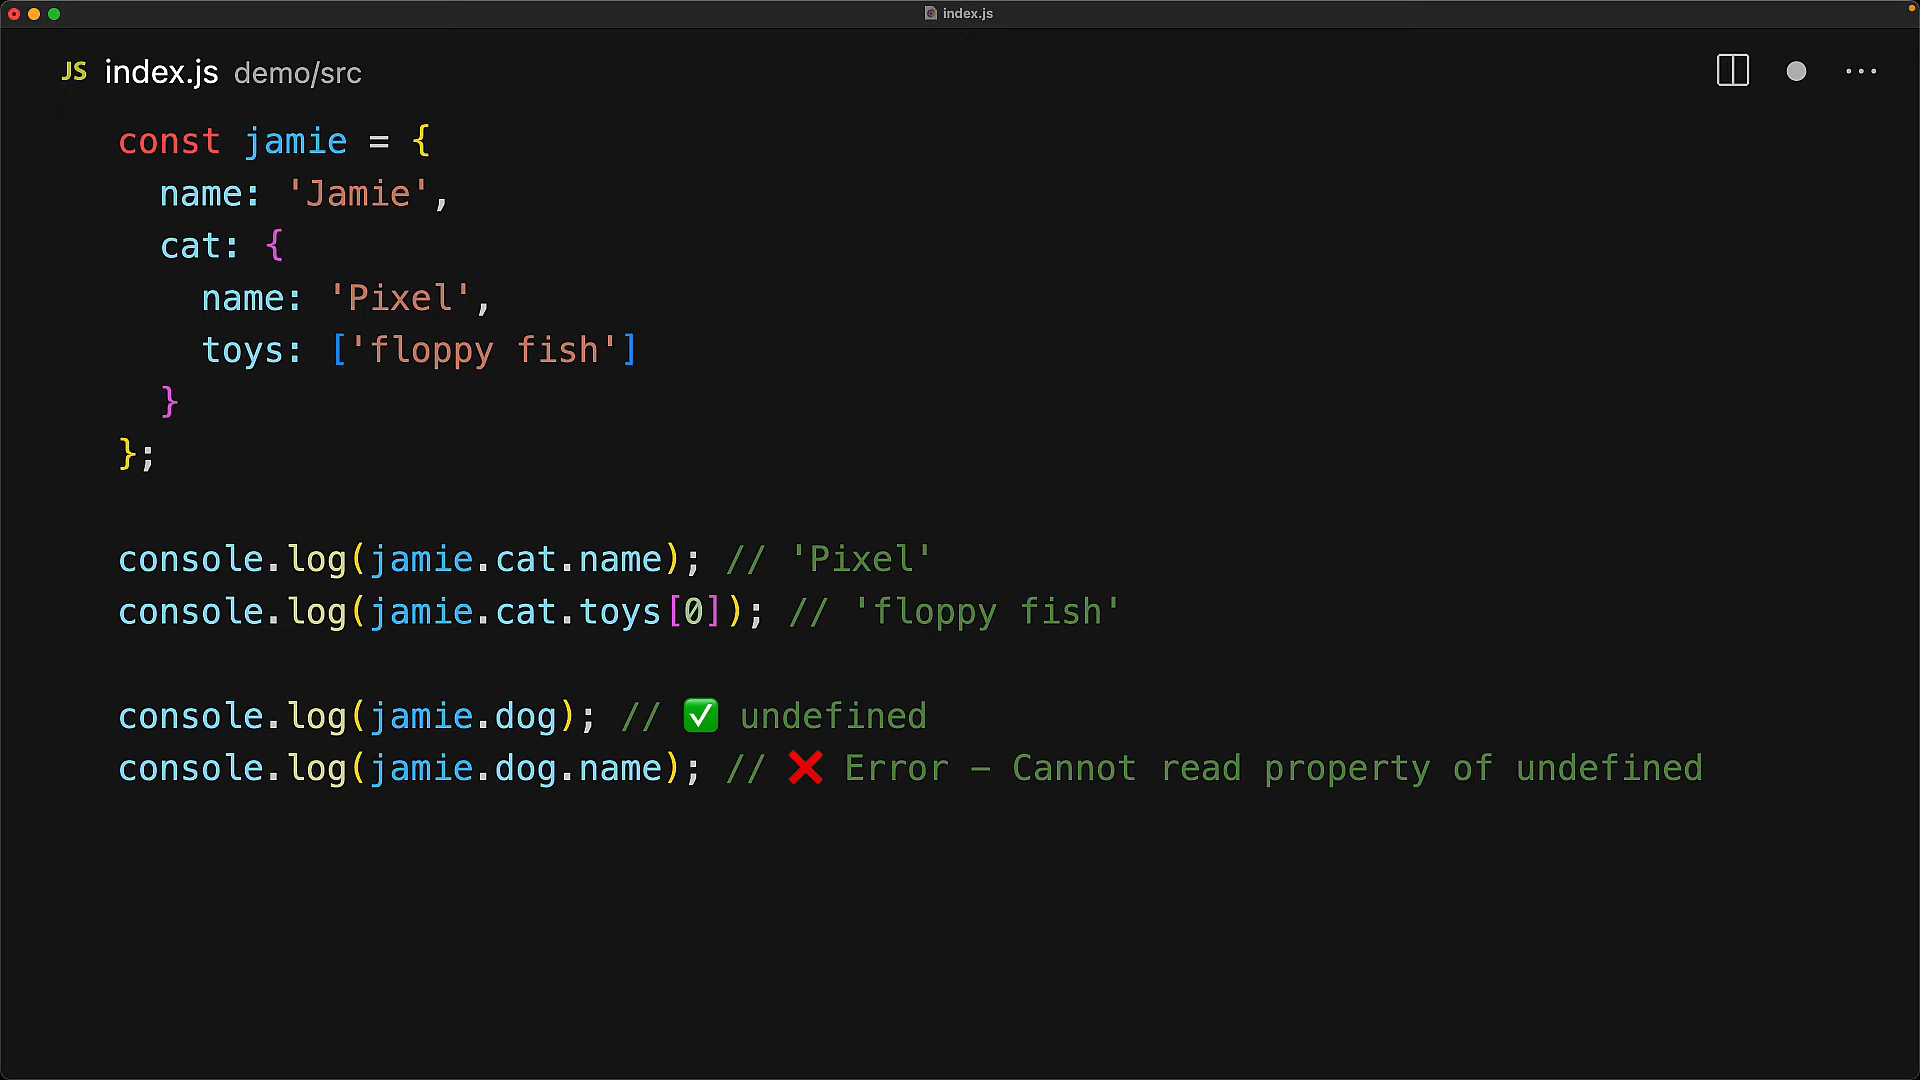 index.js
JS index.js demo/src
const jamie = {
  name: 'Jamie',
  cat: {
    name: 'Pixel',
    toys: ['floppy fish']
  }
};
console.log(jamie.cat.name); // 'Pixel'
console.log(jamie.cat.toys[0]); // 'floppy fish'
console.log(jamie.dog); // ✅ undefined
console.log(jamie.dog.name); // ❌ Error – Cannot read property of undefined